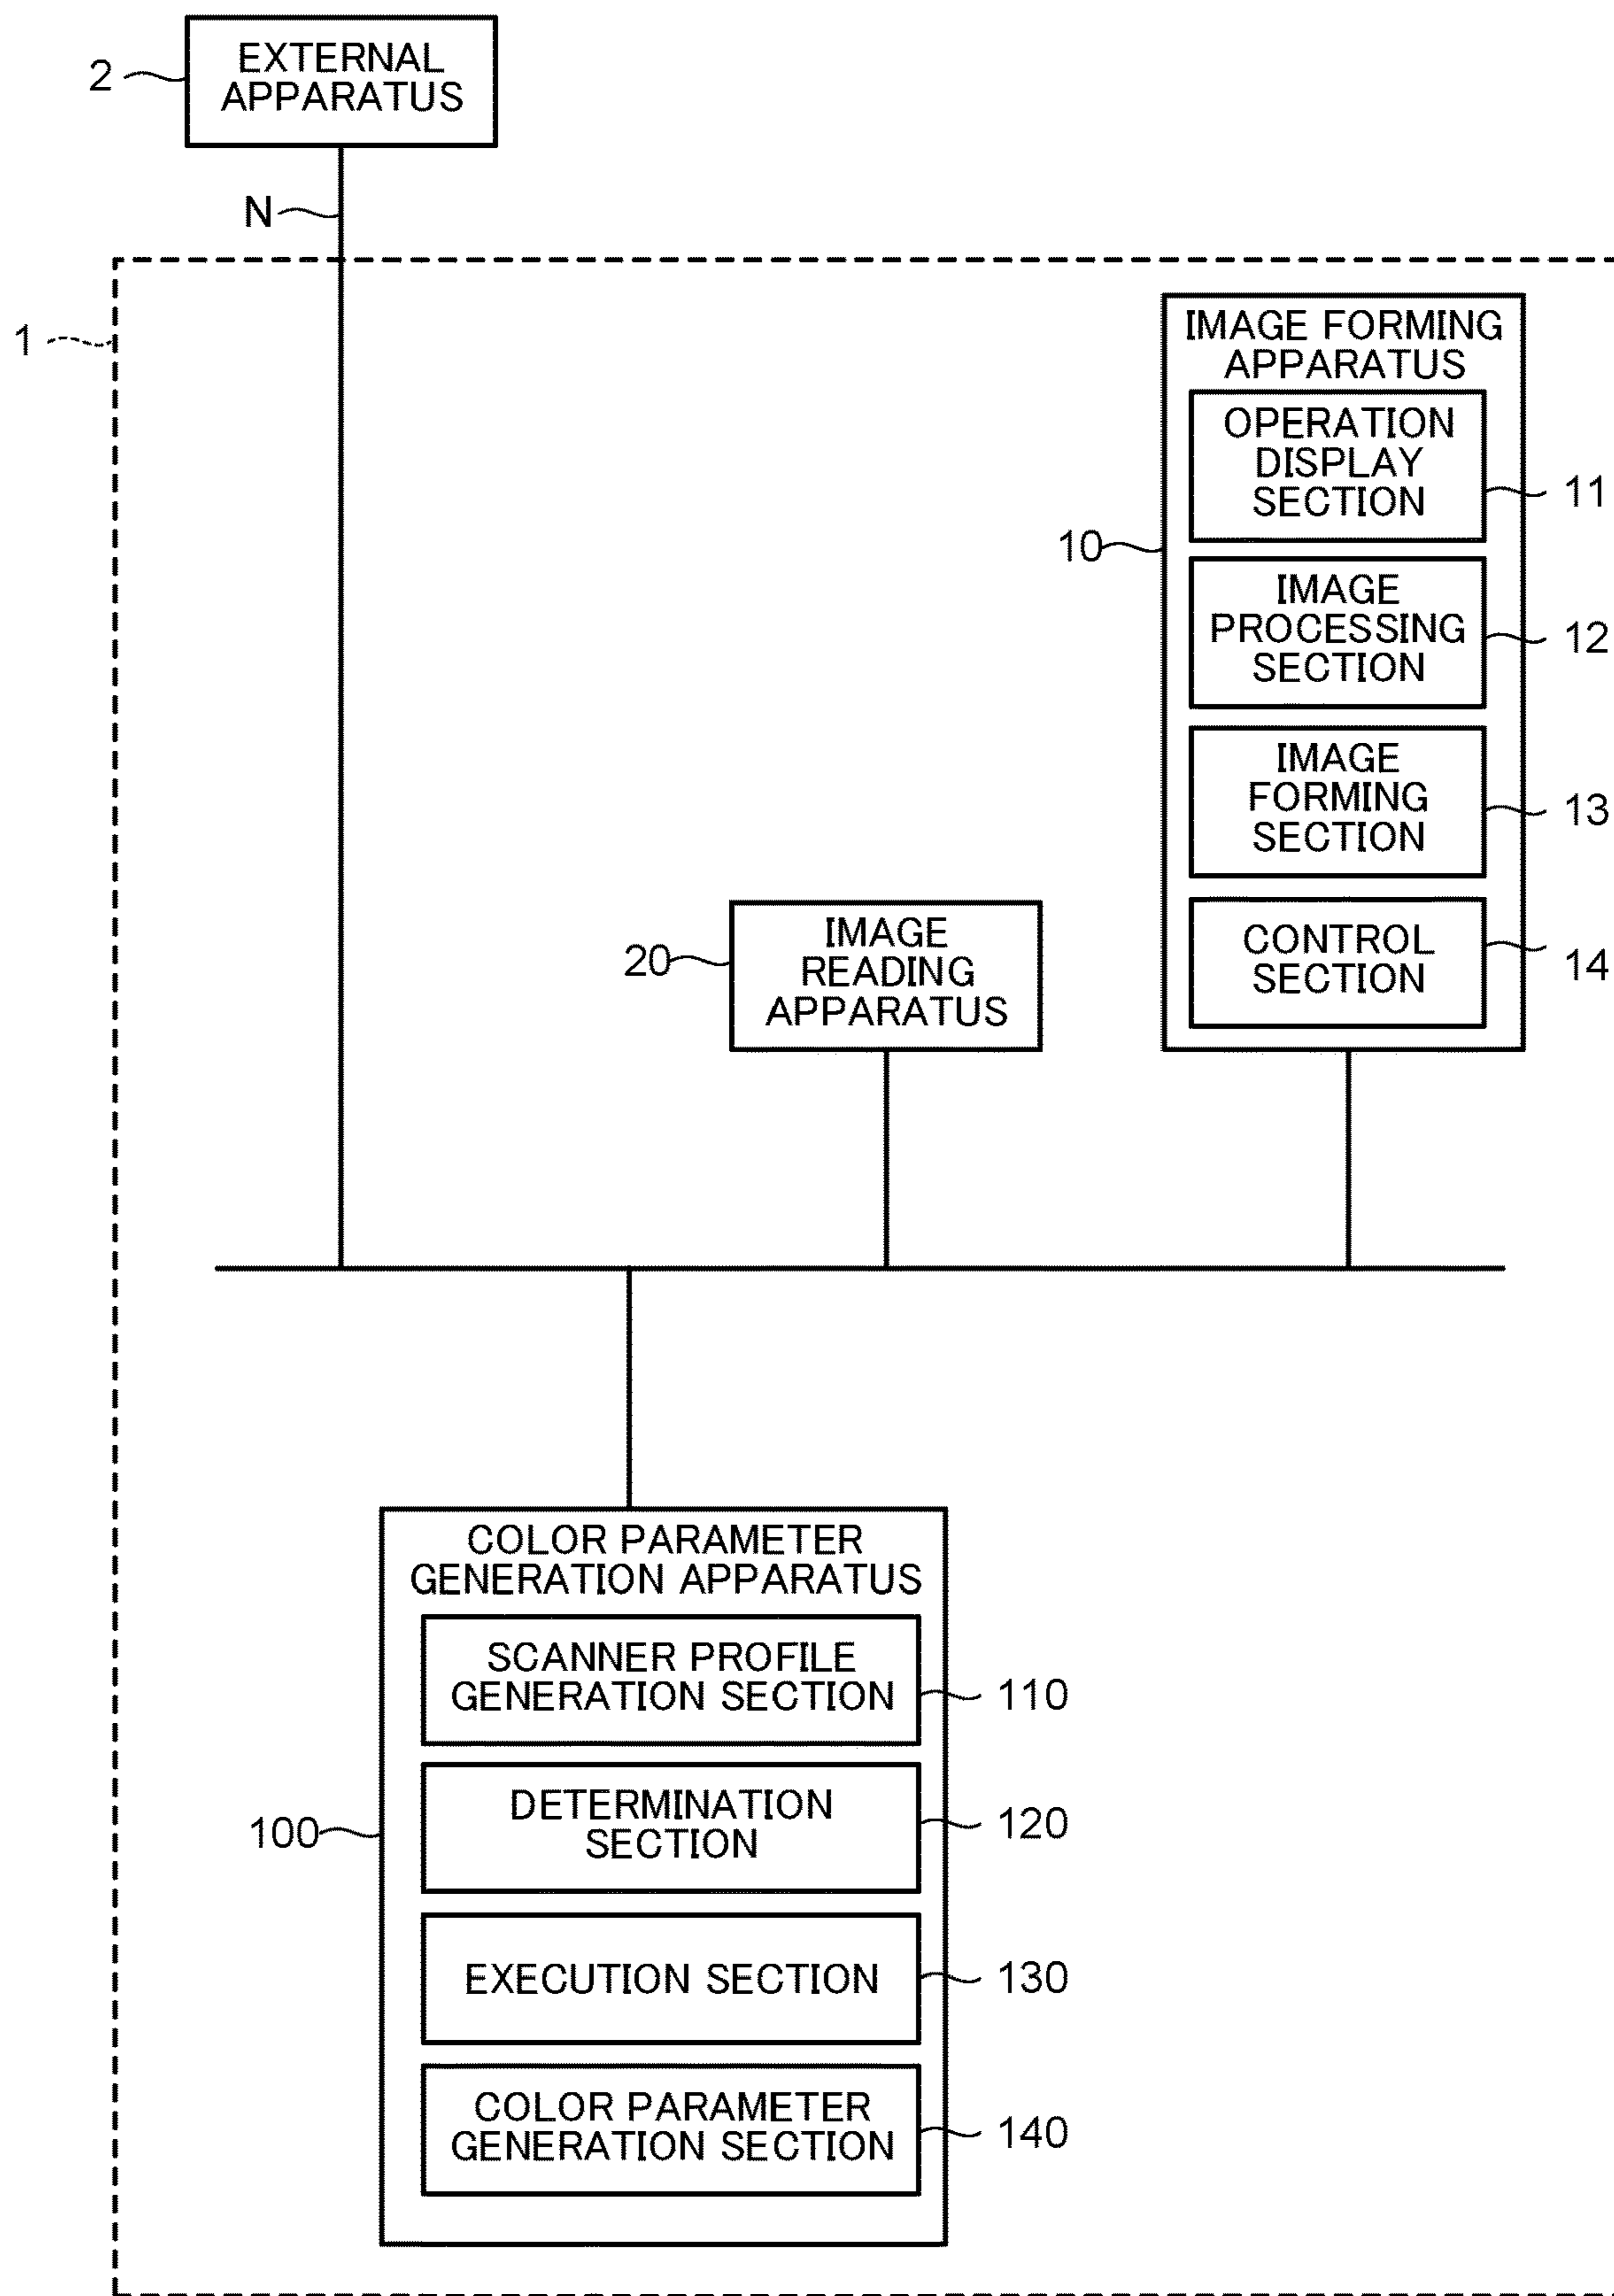 EXTERNAL
APPARATUS
2
N
1
IMAGE FORMING
APPARATUS
10
OPERATION
DISPLAY
SECTION
11
IMAGE
PROCESSING
SECTION
12
IMAGE
FORMING
SECTION
13
CONTROL
SECTION
14
20
IMAGE
READING
APPARATUS
COLOR PARAMETER
GENERATION APPARATUS
100
SCANNER PROFILE
GENERATION SECTION
110
DETERMINATION
SECTION
120
EXECUTION SECTION
130
COLOR PARAMETER
GENERATION SECTION
140